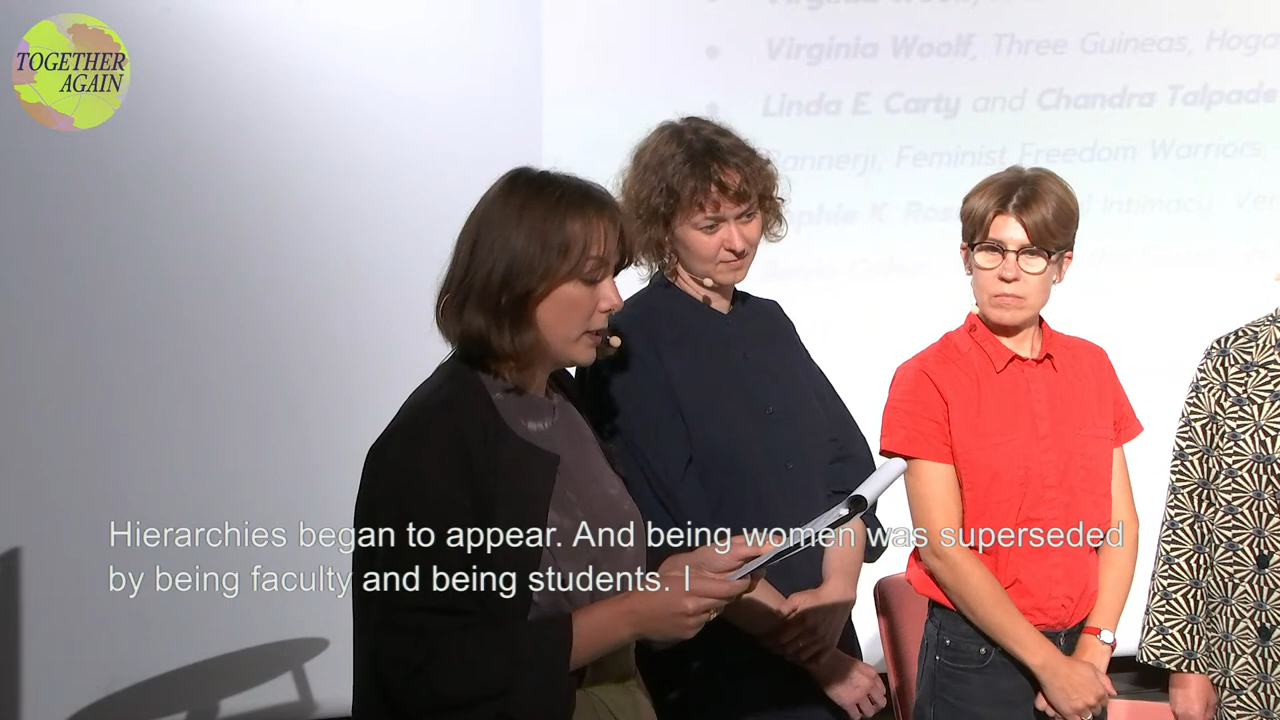 TOGETHER
AGAIN
Virginia Woolf, Three Guineas, Hoga
Linda E. Carty and Chandra Talpade
Bannerji, Feminist Freedom Warriors,
Intimacy
Hierarchies began to appear. And being women was superseded
by being faculty and being students. I